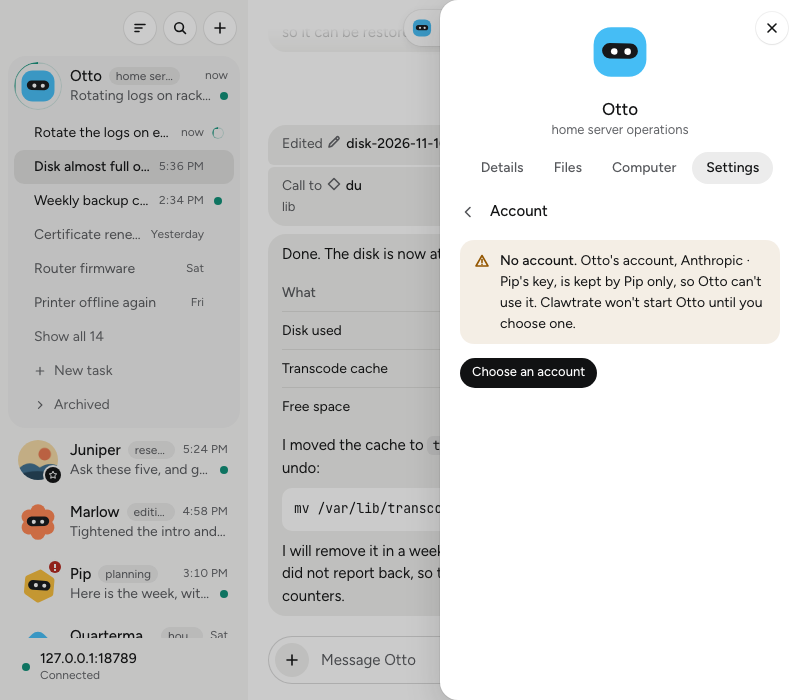 Otto
home ser...
now
Rotating logs on rack...
Rotate the logs on e...
now
Disk almost full o...
5:36 PM
Weekly backup c...
2:34 PM
Certificate rene...
Yesterday
Router firmware
Sat
Printer offline again
Fri
Show all 14
New task
Archived
Juniper
rese...
5:24 PM
Ask these five, and g...
Marlow
editi...
4:58 PM
Tightened the intro and...
Pip
planning
3:10 PM
Here is the week, wit...
Quarterma
hou...
Sat
127.0.0.1:18789
Connected
so it can be restor
Edited
disk-2026-11-1
Call to
du
lib
Done. The disk is now at
What
Disk used
Transcode cache
Free space
I moved the cache to
undo:
mv /var/lib/transco
I will remove it in a week
did not report back, so t
counters.
Message Otto
Otto
home server operations
Details
Files
Computer
Settings
Account
No account. Otto's account, Anthropic ·
Pip's key, is kept by Pip only, so Otto can't
use it. Clawtrate won't start Otto until you
choose one.
Choose an account